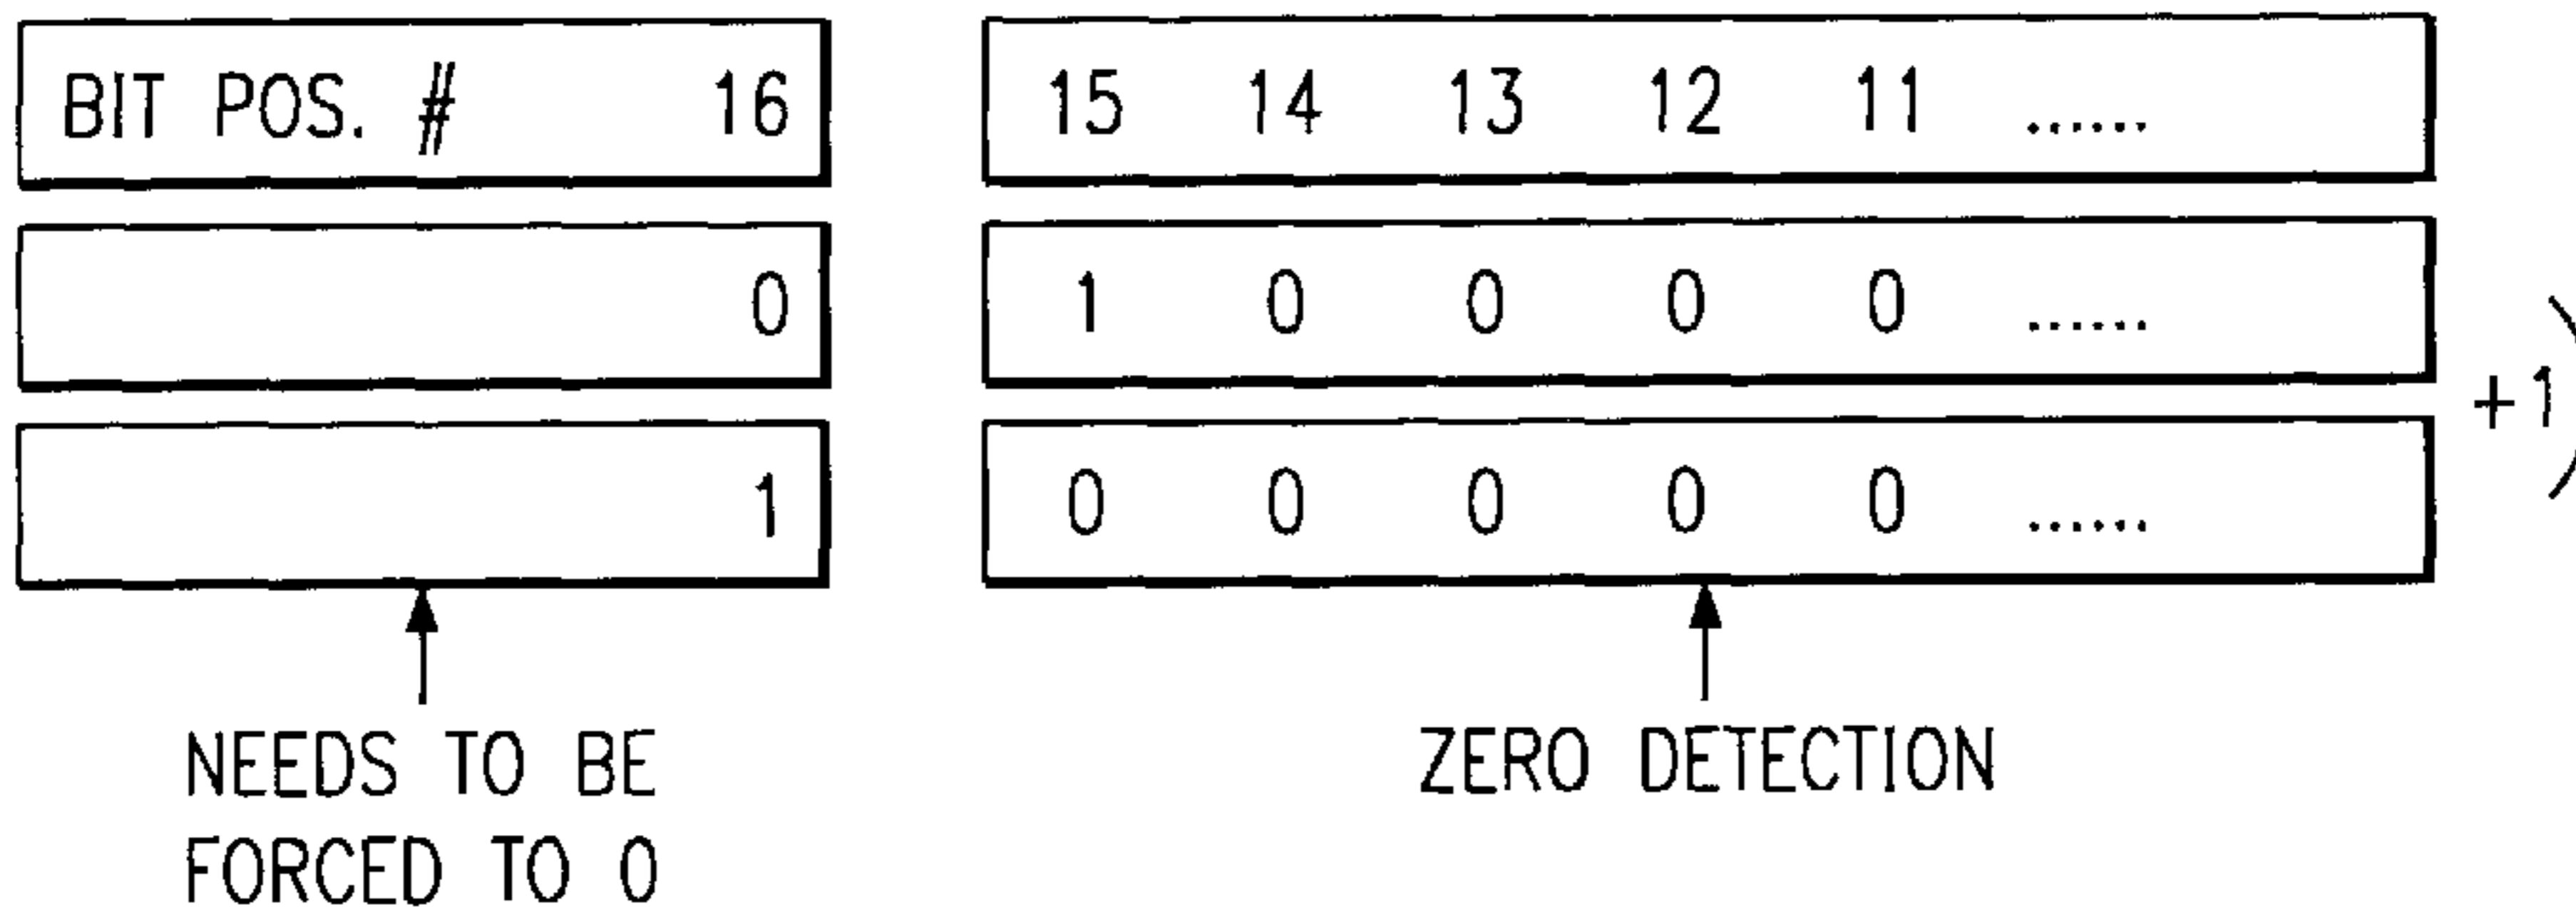 BIT POS. # 16 15 14 13 12 11 ......
0 1 0 0 0 0 ......
+1
1 0 0 0 0 0 ......
NEEDS TO BE
FORCED TO 0
ZERO DETECTION